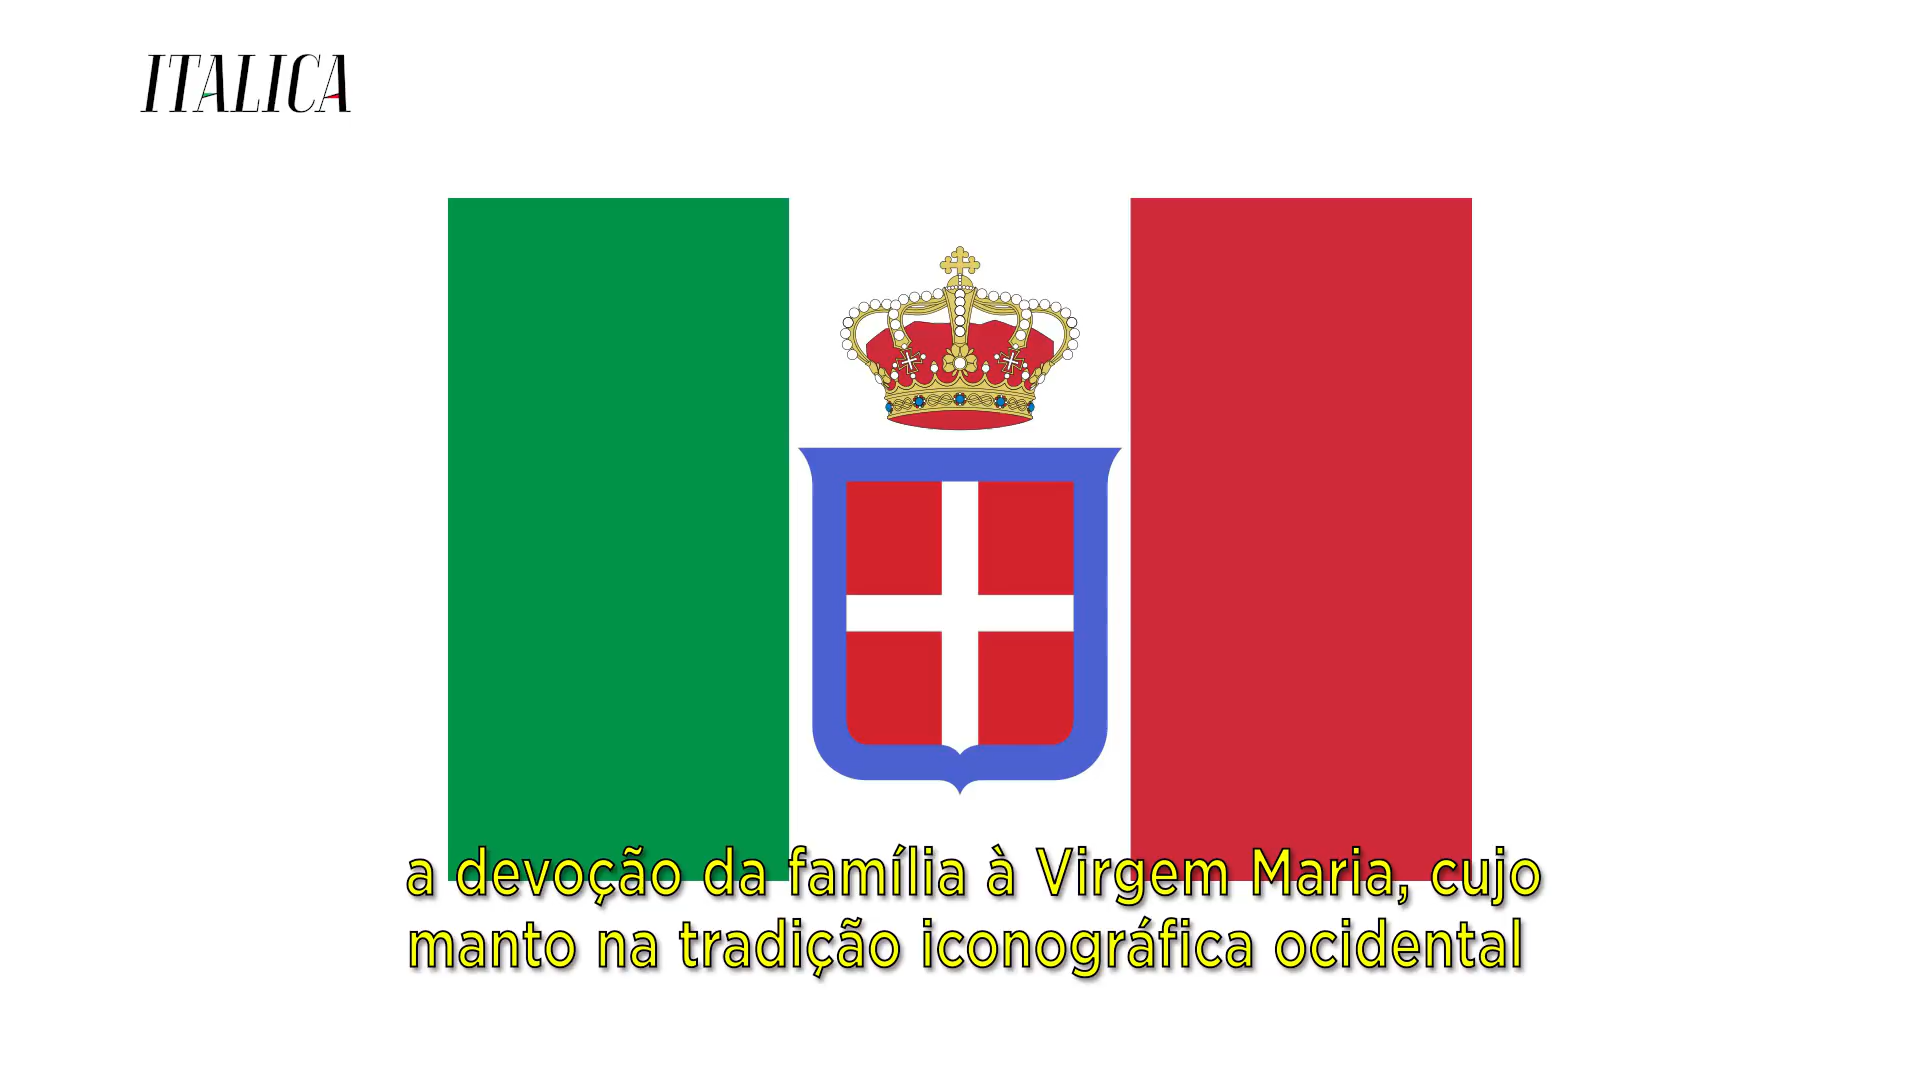 ITALICA
a devoção da família à Virgem Maria, cujo
manto na tradição iconográfica ocidental